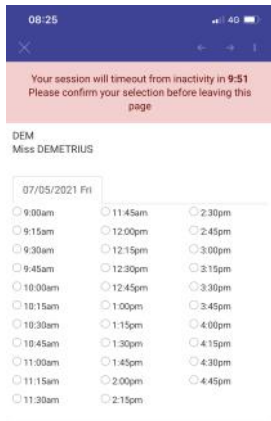 08:25
4G
Your session will timeout from inactivity in 9:51
Please confirm your selection before leaving this
page
DEM
Miss DEMETRIUS
07/05/2021 Fri
9:00am 11:45am 2:30pm
9:15am 12:00pm 2:45pm
9:30am 12:15pm 3:00pm
9:45am 12:30pm 3:15pm
10:00am 12:45pm 3:30pm
10:15am 1:00pm 3:45pm
10:30am 1:15pm 4:00pm
10:45am 1:30pm 4:15pm
11:00am 1:45pm 4:30pm
11:15am 2:00pm 4:45pm
11:30am 2:15pm